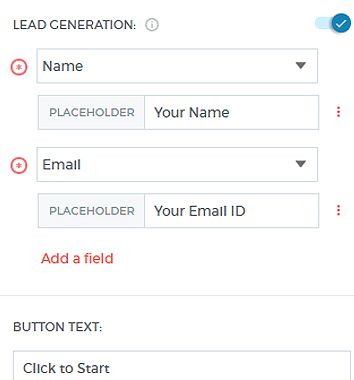 LEAD GENERATION:
Name
PLACEHOLDER Your Name
Email
PLACEHOLDER Your Email ID
Add a field
BUTTON TEXT:
Click to Start